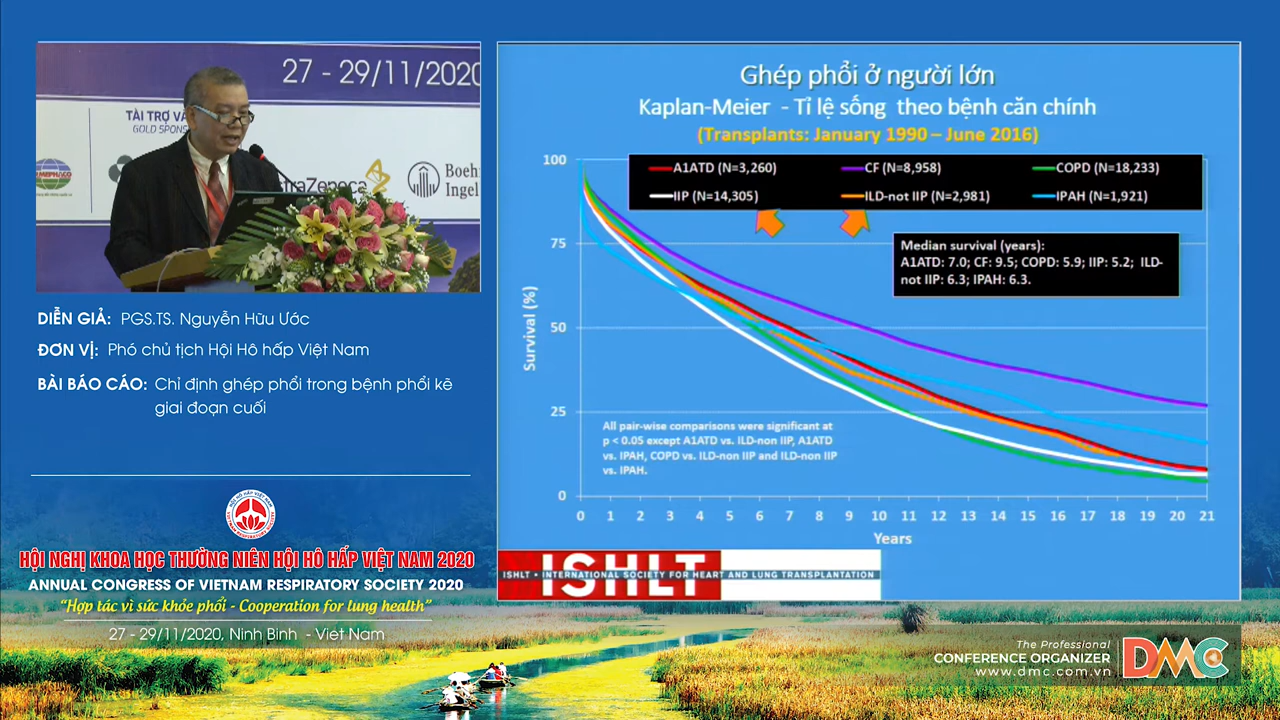 27 - 29/11/2020
TÀI TRỢ VÀ
GOLD SPONS
MEPHACO
traZeneca
Boehr
Ingel
DIỄN GIẢ: PGS.TS. Nguyễn Hữu Ước
ĐƠN VỊ: Phó chủ tịch Hội Hô hấp Việt Nam
BÀI BÁO CÁO: Chỉ định ghép phổi trong bệnh phổi kẽ
giai đoạn cuối
HỘI NGHỊ KHOA HỌC THƯỜNG NIÊN HỘI HÔ HẤP VIỆT NAM 2020
ANNUAL CONGRESS OF VIETNAM RESPIRATORY SOCIETY 2020
“Hợp tác vì sức khỏe phổi - Cooperation for lung health”
27 - 29/11/2020, Ninh Binh - Viet Nam
Ghép phổi ở người lớn
Kaplan-Meier - Tỉ lệ sống theo bệnh căn chính
(Transplants: January 1990 – June 2016)
A1ATD (N=3,260) CF (N=8,958) COPD (N=18,233)
IIP (N=14,305) ILD-not IIP (N=2,981) IPAH (N=1,921)
Median survival (years):
A1ATD: 7.0; CF: 9.5; COPD: 5.9; IIP: 5.2; ILD-
not IIP: 6.3; IPAH: 6.3.
Survival (%)
100
75
50
25
0
All pair-wise comparisons were significant at
p < 0.05 except A1ATD vs. ILD-non IIP, A1ATD
vs. IPAH, COPD vs. ILD-non IIP and ILD-non IIP
vs. IPAH.
0 1 2 3 4 5 6 7 8 9 10 11 12 13 14 15 16 17 18 19 20 21
Years
ISHLT
ISHLT • INTERNATIONAL SOCIETY FOR HEART AND LUNG TRANSPLANTATION
The Professional
CONFERENCE ORGANIZER
www.dmc.com.vn
DMC